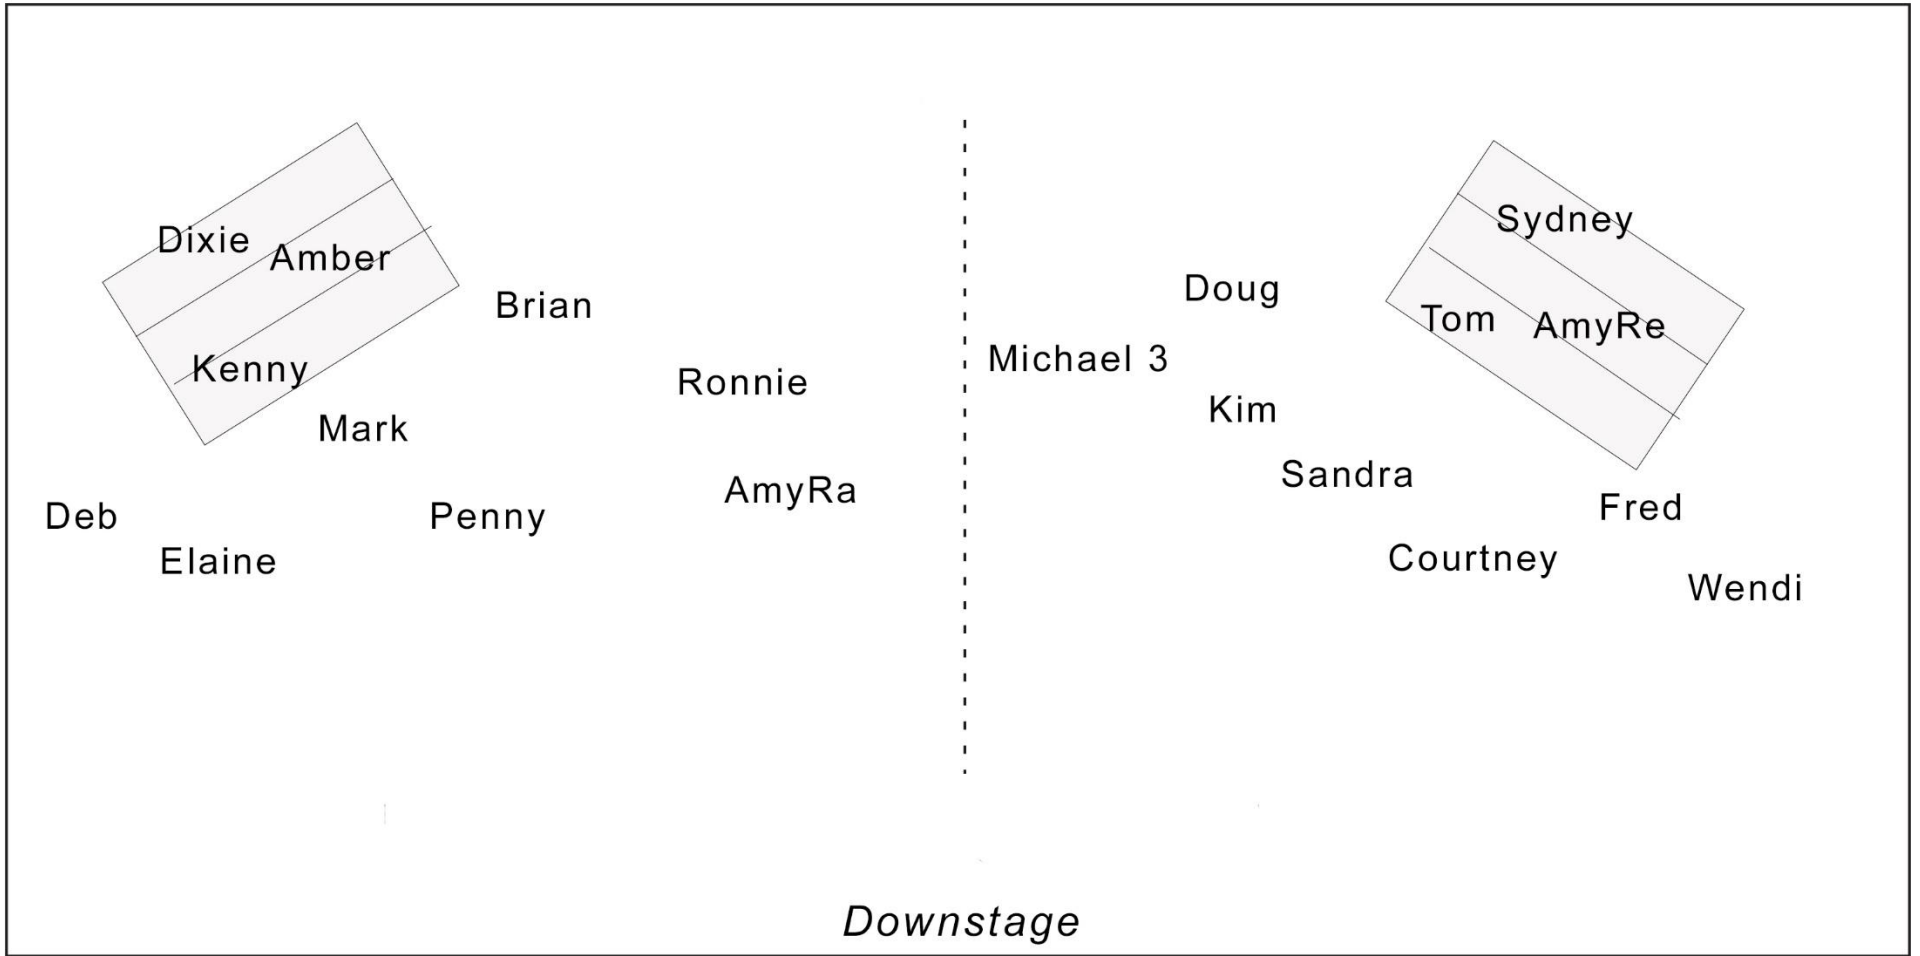 Dixie
Amber
Kenny
Brian
Mark
Ronnie
Deb
Penny
AmyRa
Elaine
Doug
Michael 3
Kim
Sandra
Sydney
Tom
AmyRe
Fred
Courtney
Wendi
Downstage